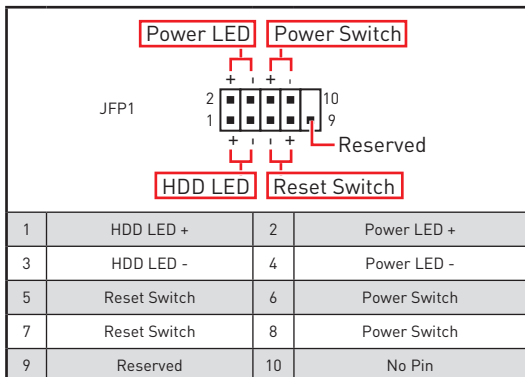 Power LED Power Switch
+ - + -
JFP1
2 10
1 9
+ - - +
Reserved
HDD LED Reset Switch
1 HDD LED + 2 Power LED +
3 HDD LED - 4 Power LED -
5 Reset Switch 6 Power Switch
7 Reset Switch 8 Power Switch
9 Reserved 10 No Pin